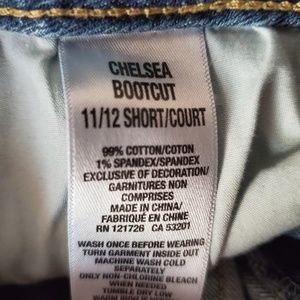 CHELSEA
BOOTCUT
11/12 SHORT/COURT
99% COTTON/COTON
1% SPANDEX/SPANDEX
EXCLUSIVE OF DECORATION/
GARNITURES NON
COMPRISES
MADE IN CHINA/
FABRIQUÉ EN CHINE
RN 121726 CA 53201
WASH ONCE BEFORE WEARING
TURN GARMENT INSIDE OUT
MACHINE WASH COLD
SEPARATELY
ONLY NON-CHLORINE BLEACH
WHEN NEEDED
TUMBLE DRY LOW